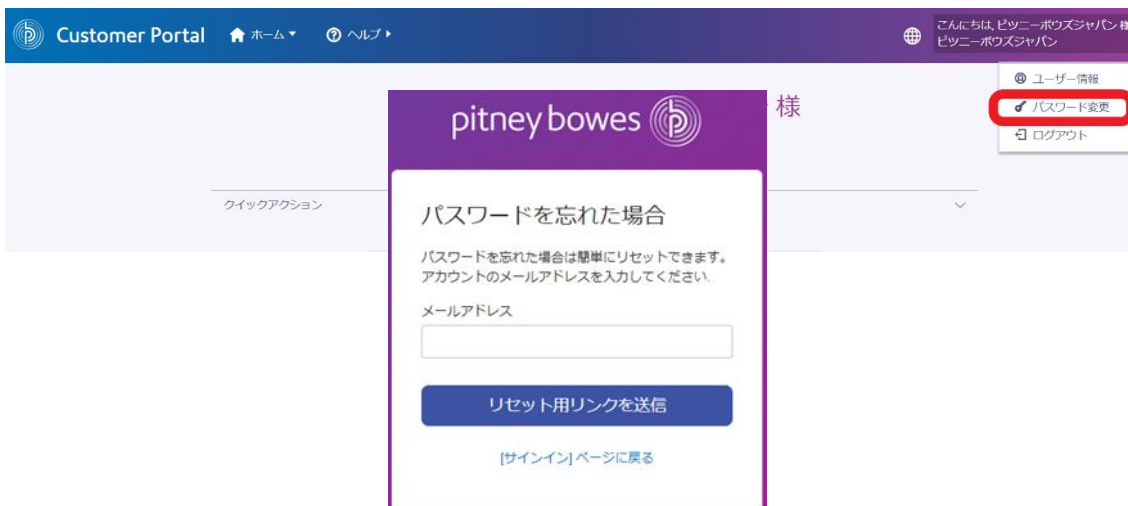 Customer Portal ホーム ヘルプ
こんにちは, ピツニーボウズジャパン 様
ピツニーボウズジャパン
ユーザー情報
パスワード変更
ログアウト
様
クイックアクション
pitney bowes
パスワードを忘れた場合
パスワードを忘れた場合は簡単にリセットできます。
アカウントのメールアドレスを入力してください.
メールアドレス
リセット用リンクを送信
[サインイン] ページに戻る